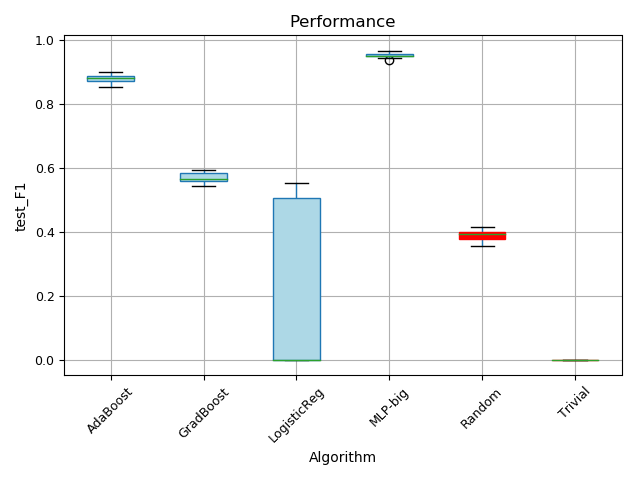 Performance
test_F1
1.0
0.8
0.6
0.4
0.2
0.0
AdaBoost
GradBoost
LogisticReg
MLP-big
Random
Trivial
Algorithm